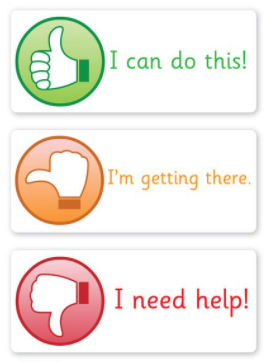 I can do this!
I'm getting there.
I need help!